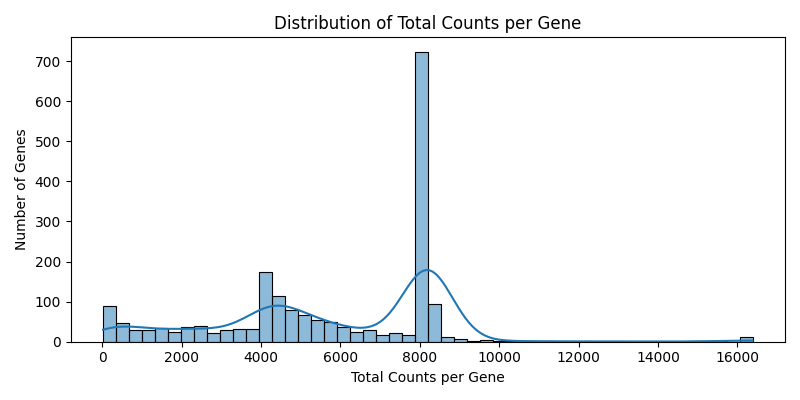 Distribution of Total Counts per Gene
Number of Genes
700
600
500
400
300
200
100
0
0 2000 4000 6000 8000 10000 12000 14000 16000
Total Counts per Gene